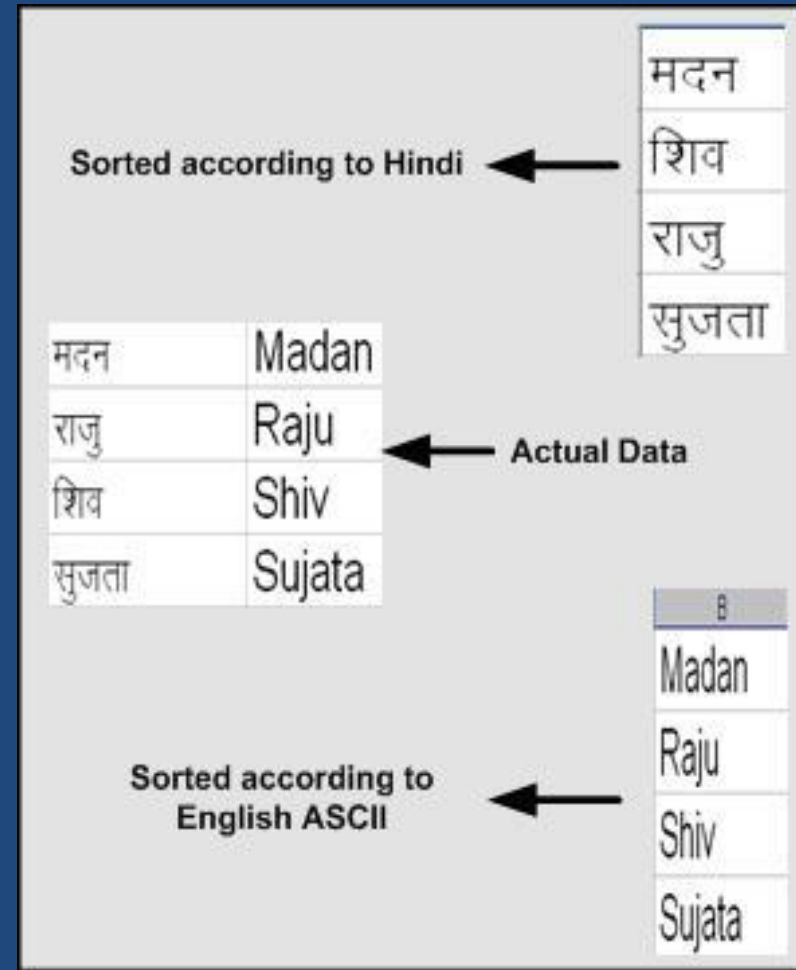 मदन
शिव
राजु
सुजता
Sorted according to Hindi
मदन Madan
राजु Raju
शिव Shiv
सुजता Sujata
Actual Data
B
Madan
Raju
Shiv
Sujata
Sorted according to
English ASCII